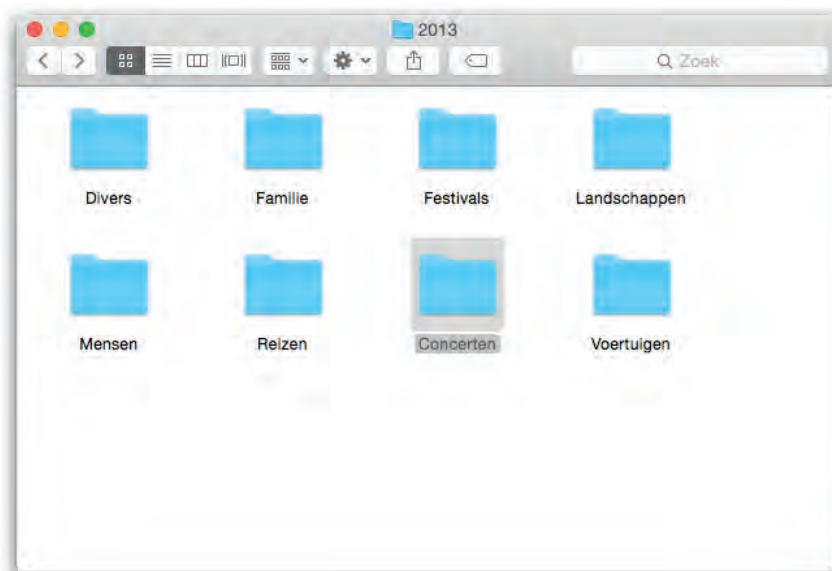 2013
Zoek
Divers
Familie
Festivals
Landschappen
Mensen
Reizen
Concerten
Voertuigen